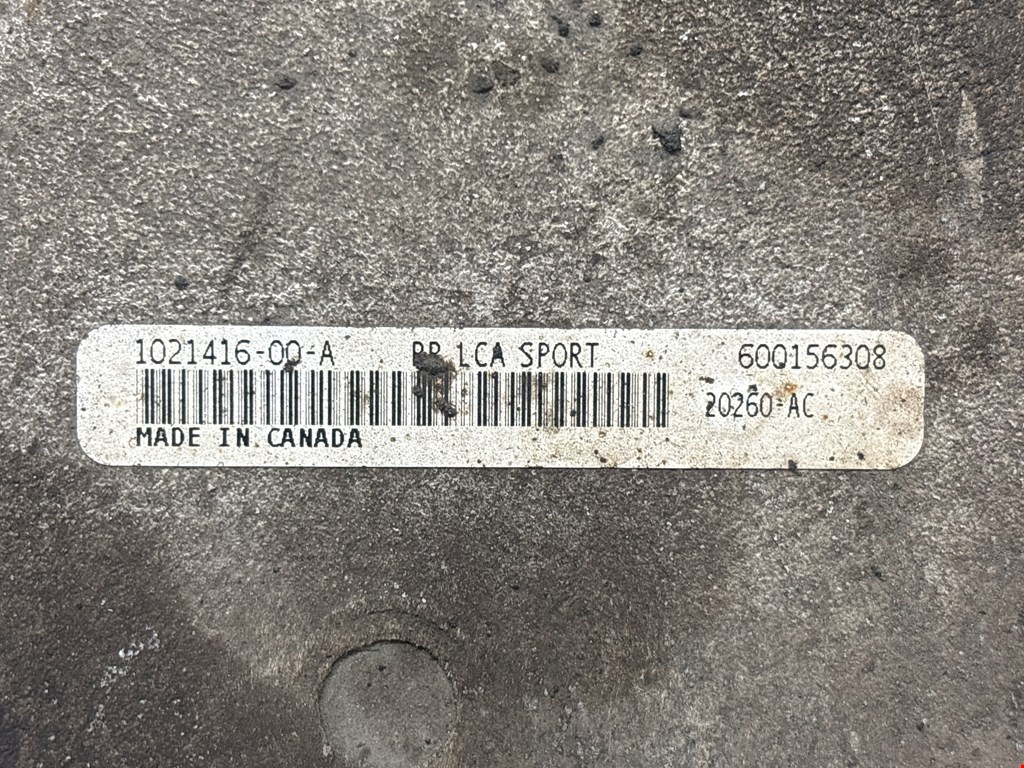 1021416-00-A RR LCA SPORT 600156308
20260-AC
MADE IN CANADA